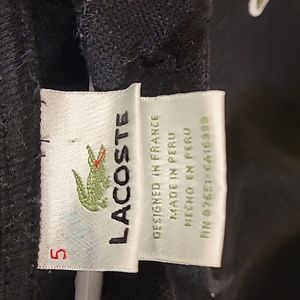 LACOSTE
5
DESIGNED IN FRANCE
MADE IN PERU
HECHO EN PERU